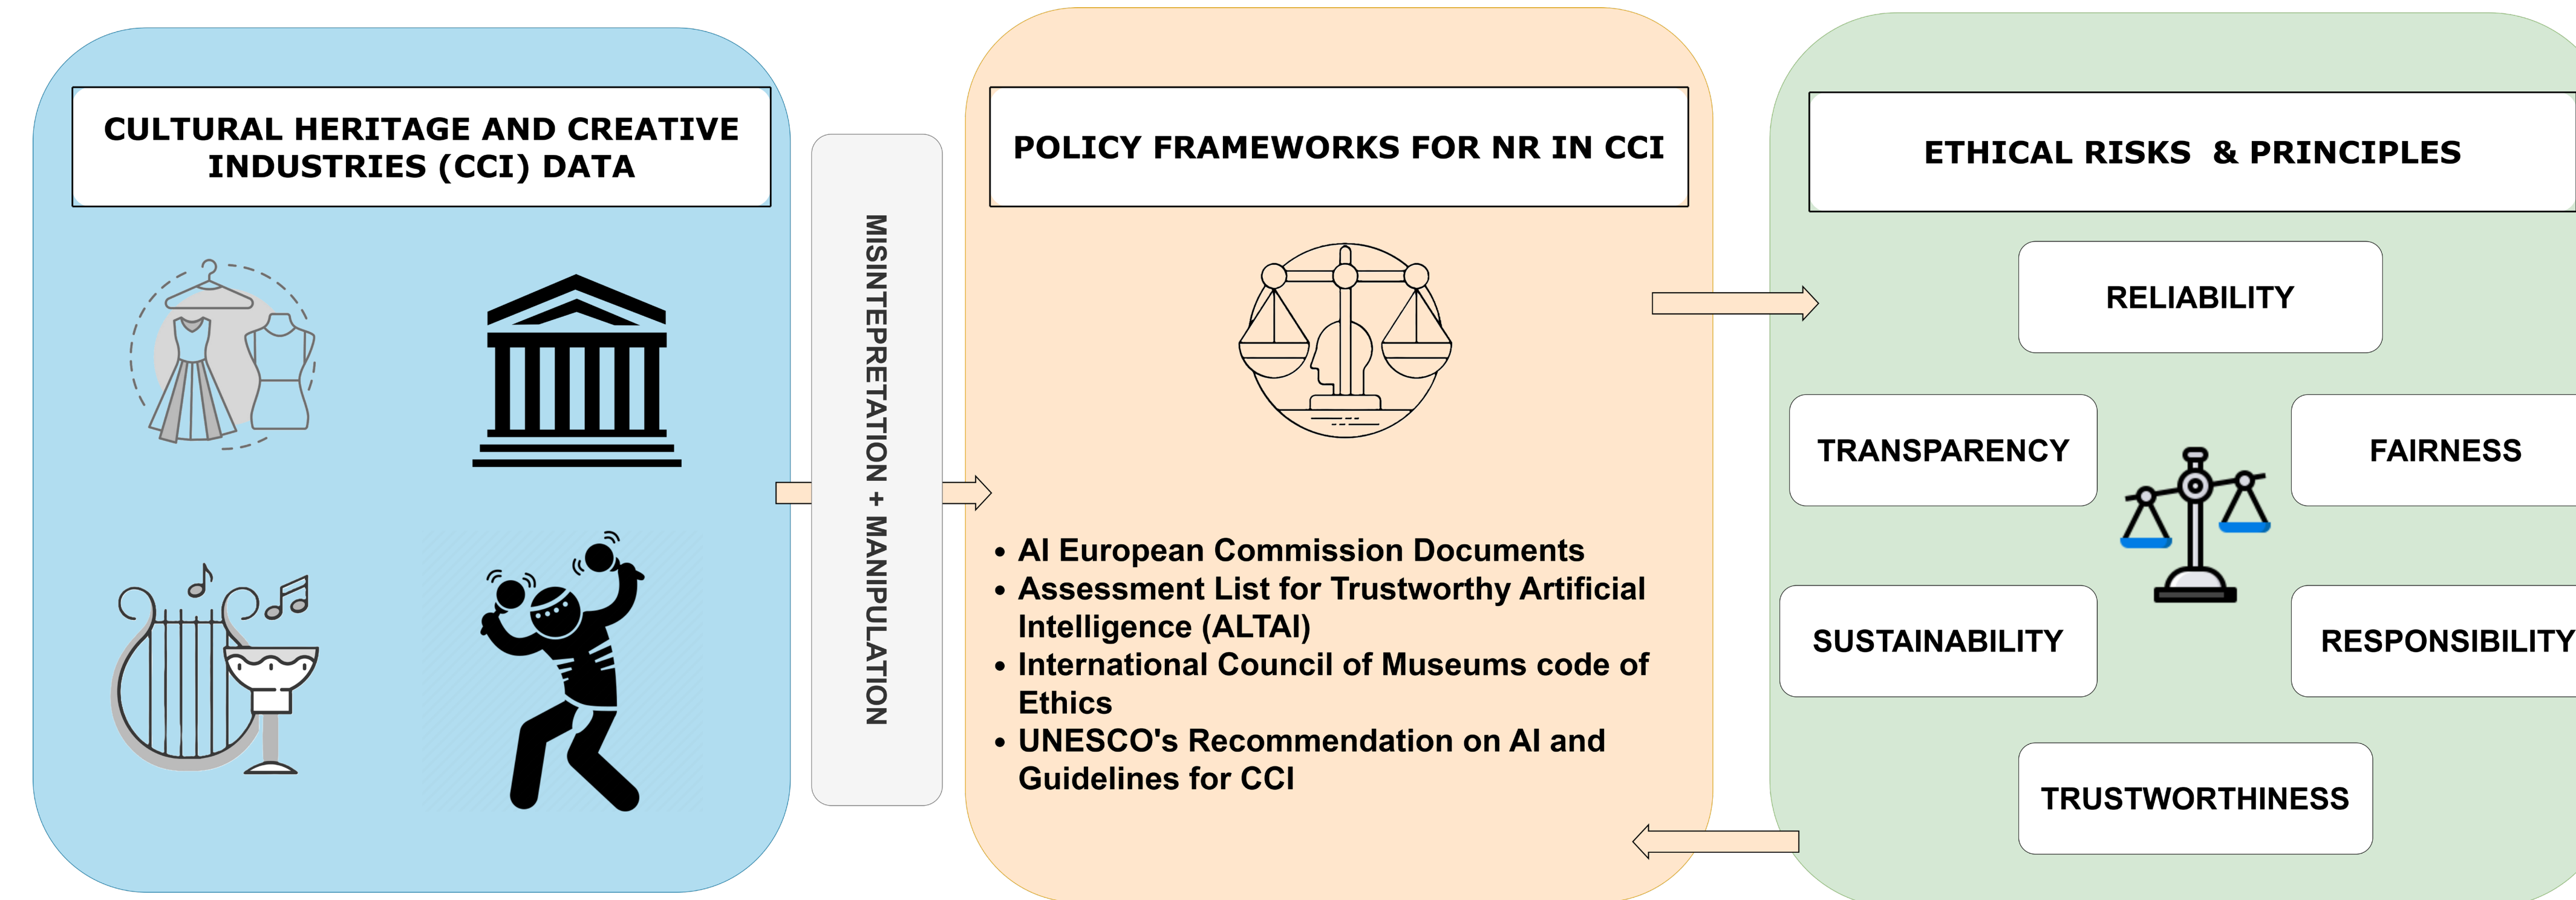 CULTURAL HERITAGE AND CREATIVE
INDUSTRIES (CCI) DATA
MISINTEPRETATION + MANIPULATION
POLICY FRAMEWORKS FOR NR IN CCI
• AI European Commission Documents
• Assessment List for Trustworthy Artificial
Intelligence (ALTAI)
• International Council of Museums code of
Ethics
• UNESCO's Recommendation on AI and
Guidelines for CCI
ETHICAL RISKS & PRINCIPLES
RELIABILITY
TRANSPARENCY
FAIRNESS
SUSTAINABILITY
RESPONSIBILITY
TRUSTWORTHINESS